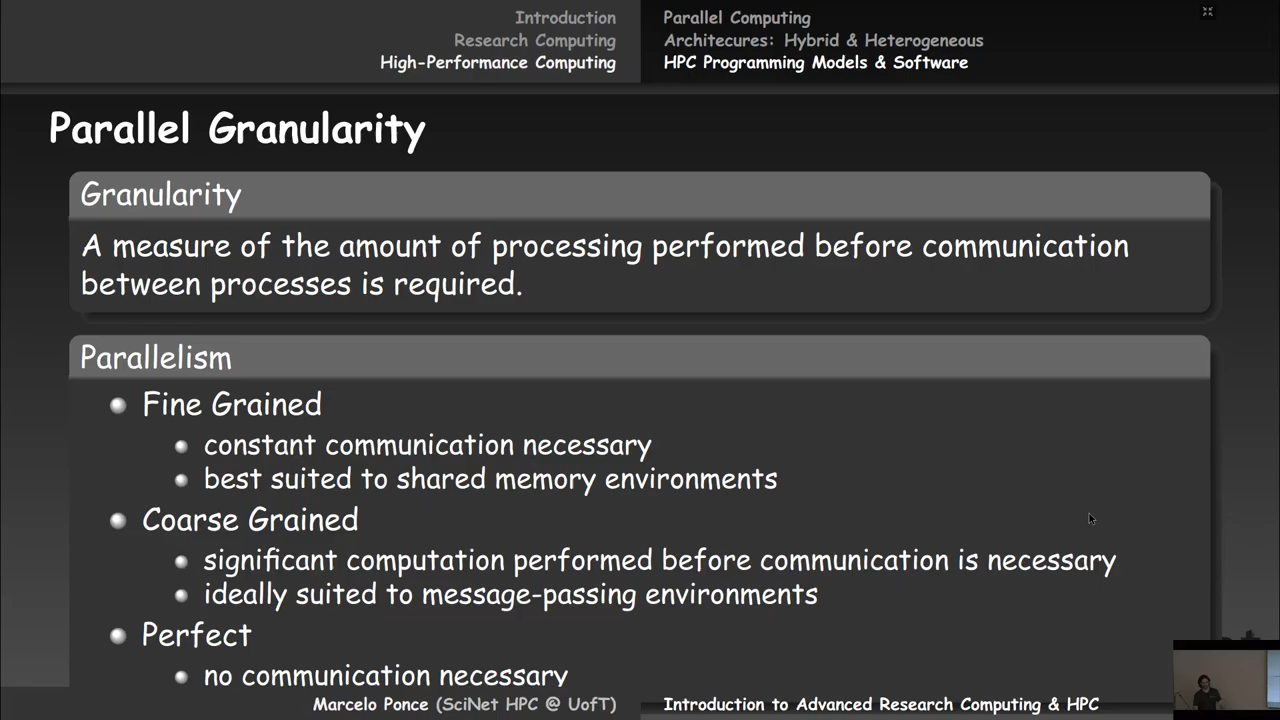 Introduction
Research Computing
High-Performance Computing
Parallel Computing
Architecures: Hybrid & Heterogeneous
HPC Programming Models & Software
Parallel Granularity
Granularity
A measure of the amount of processing performed before communication
between processes is required.
Parallelism
Fine Grained
constant communication necessary
best suited to shared memory environments
Coarse Grained
significant computation performed before communication is necessary
ideally suited to message-passing environments
Perfect
no communication necessary
Marcelo Ponce (SciNet HPC @ UofT)
Introduction to Advanced Research Computing & HPC